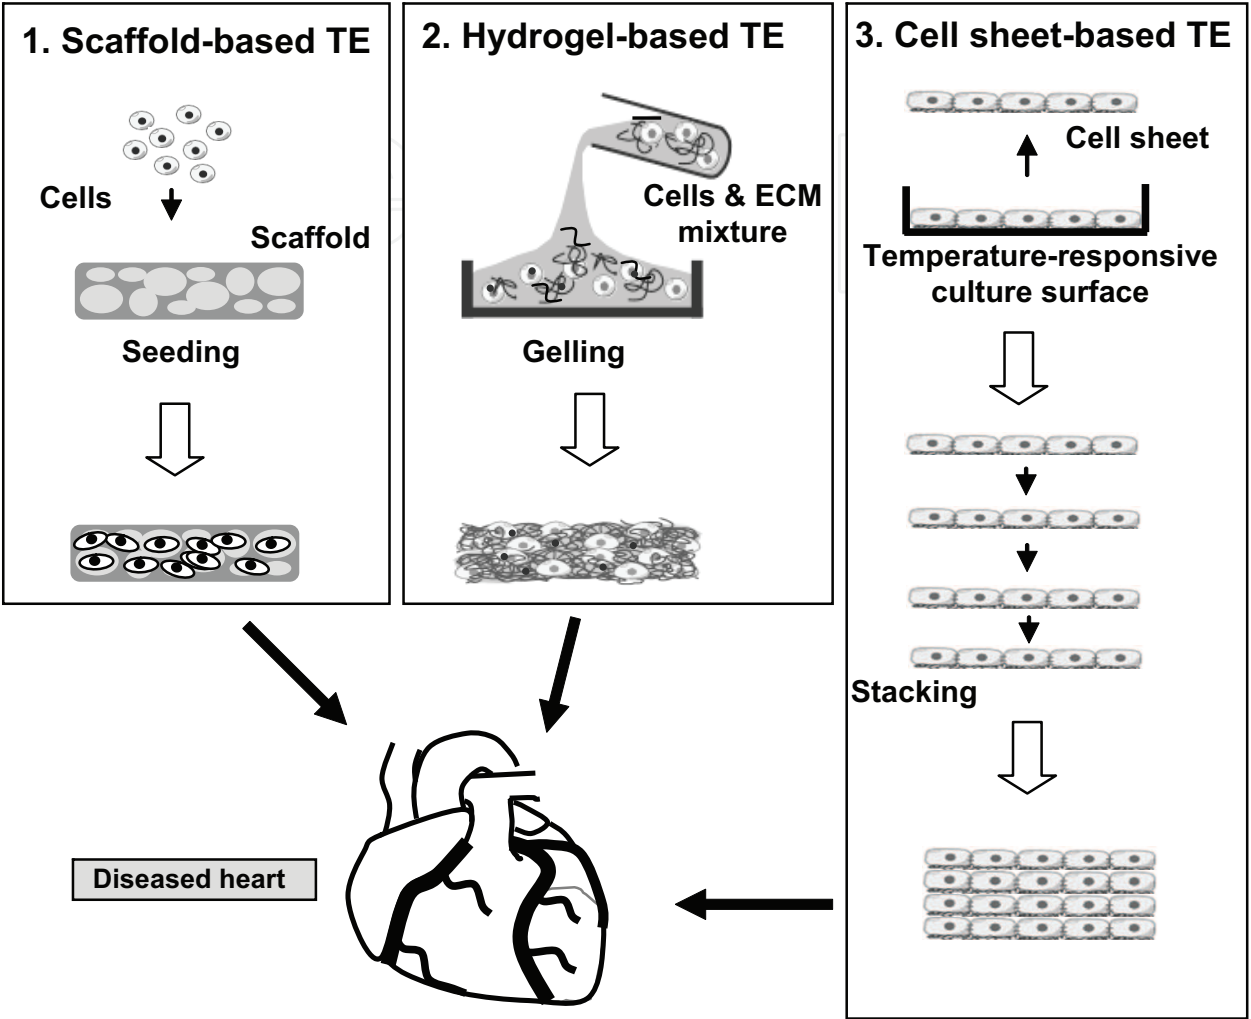 1. Scaffold-based TE
Cells
Scaffold
Seeding
2. Hydrogel-based TE
Cells & ECM
mixture
Gelling
3. Cell sheet-based TE
Cell sheet
Temperature-responsive
culture surface
Stacking
Diseased heart